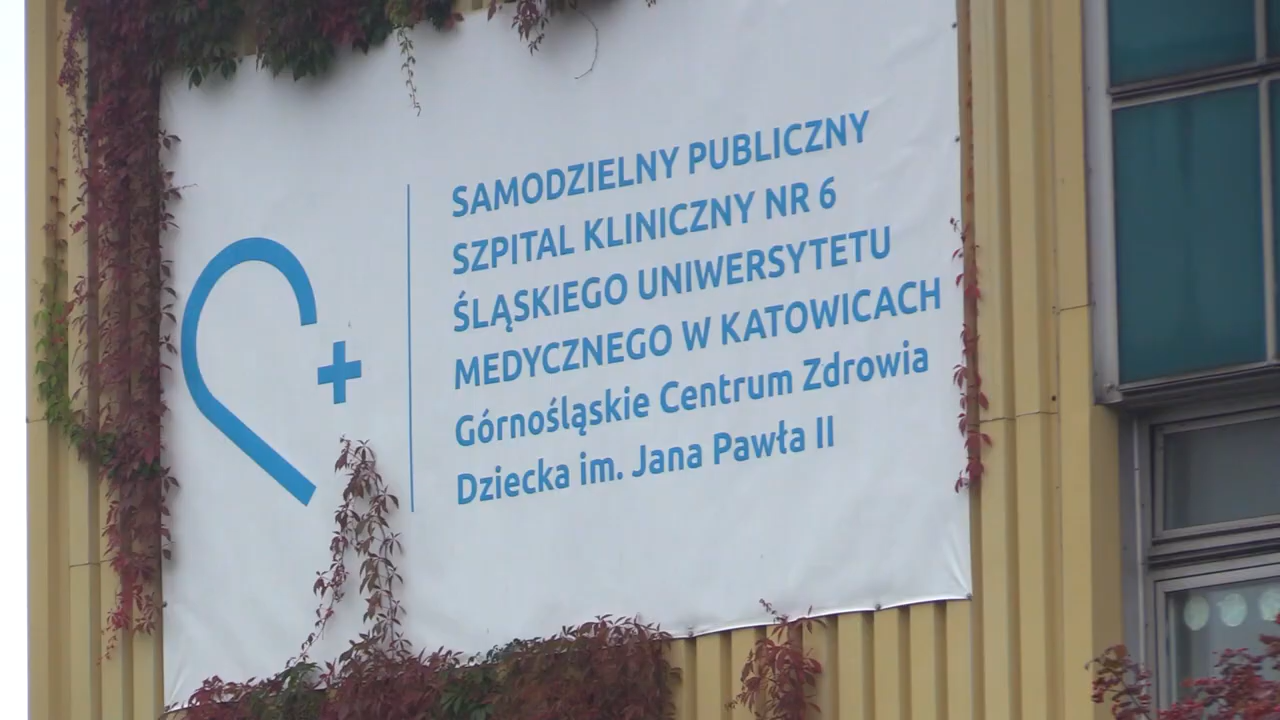 SAMODZIELNY PUBLICZNY
SZPITAL KLINICZNY NR 6
ŚLĄSKIEGO UNIWERSYTETU
MEDYCZNEGO W KATOWICACH
Górnośląskie Centrum Zdrowia
Dziecka im. Jana Pawła II